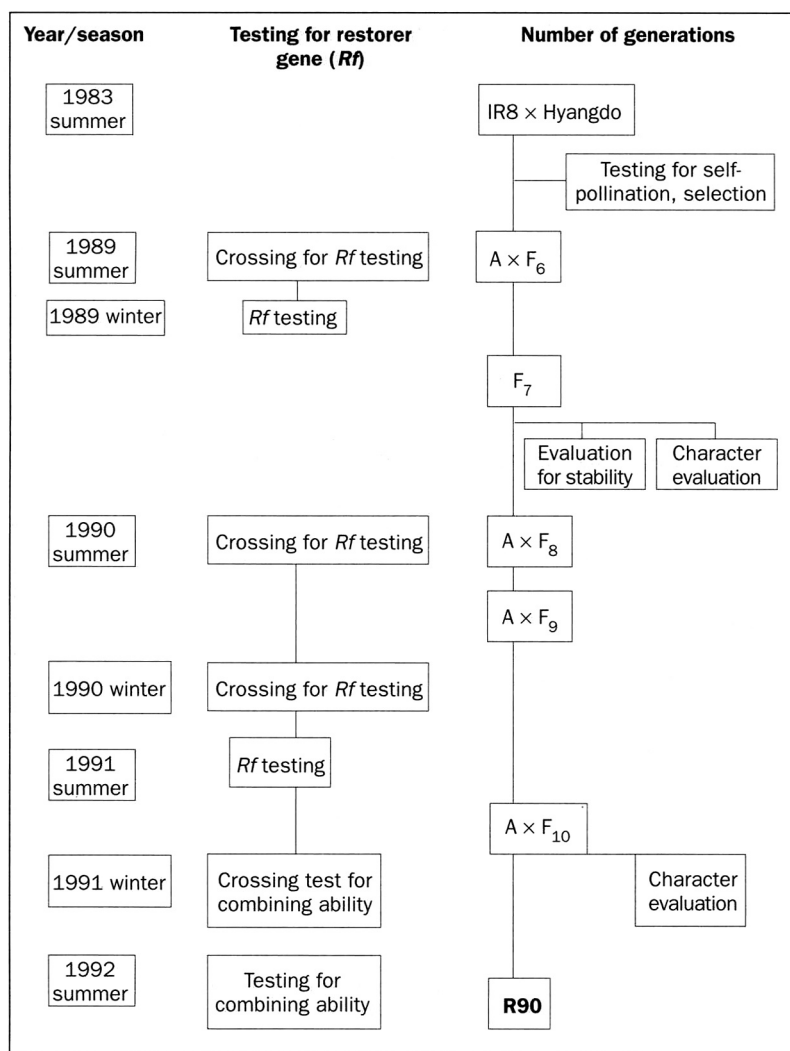 Year/season
Testing for restorer
gene (Rf)
Number of generations
1983
summer
IR8 × Hyangdo
Testing for self-
pollination, selection
1989
summer
Crossing for Rf testing
A × F6
1989 winter
Rf testing
F7
Evaluation
for stability
Character
evaluation
1990
summer
Crossing for Rf testing
A × F8
A × F9
1990 winter
Crossing for Rf testing
1991
summer
Rf testing
A × F10
1991 winter
Crossing test for
combining ability
Character
evaluation
1992
summer
Testing for
combining ability
R90